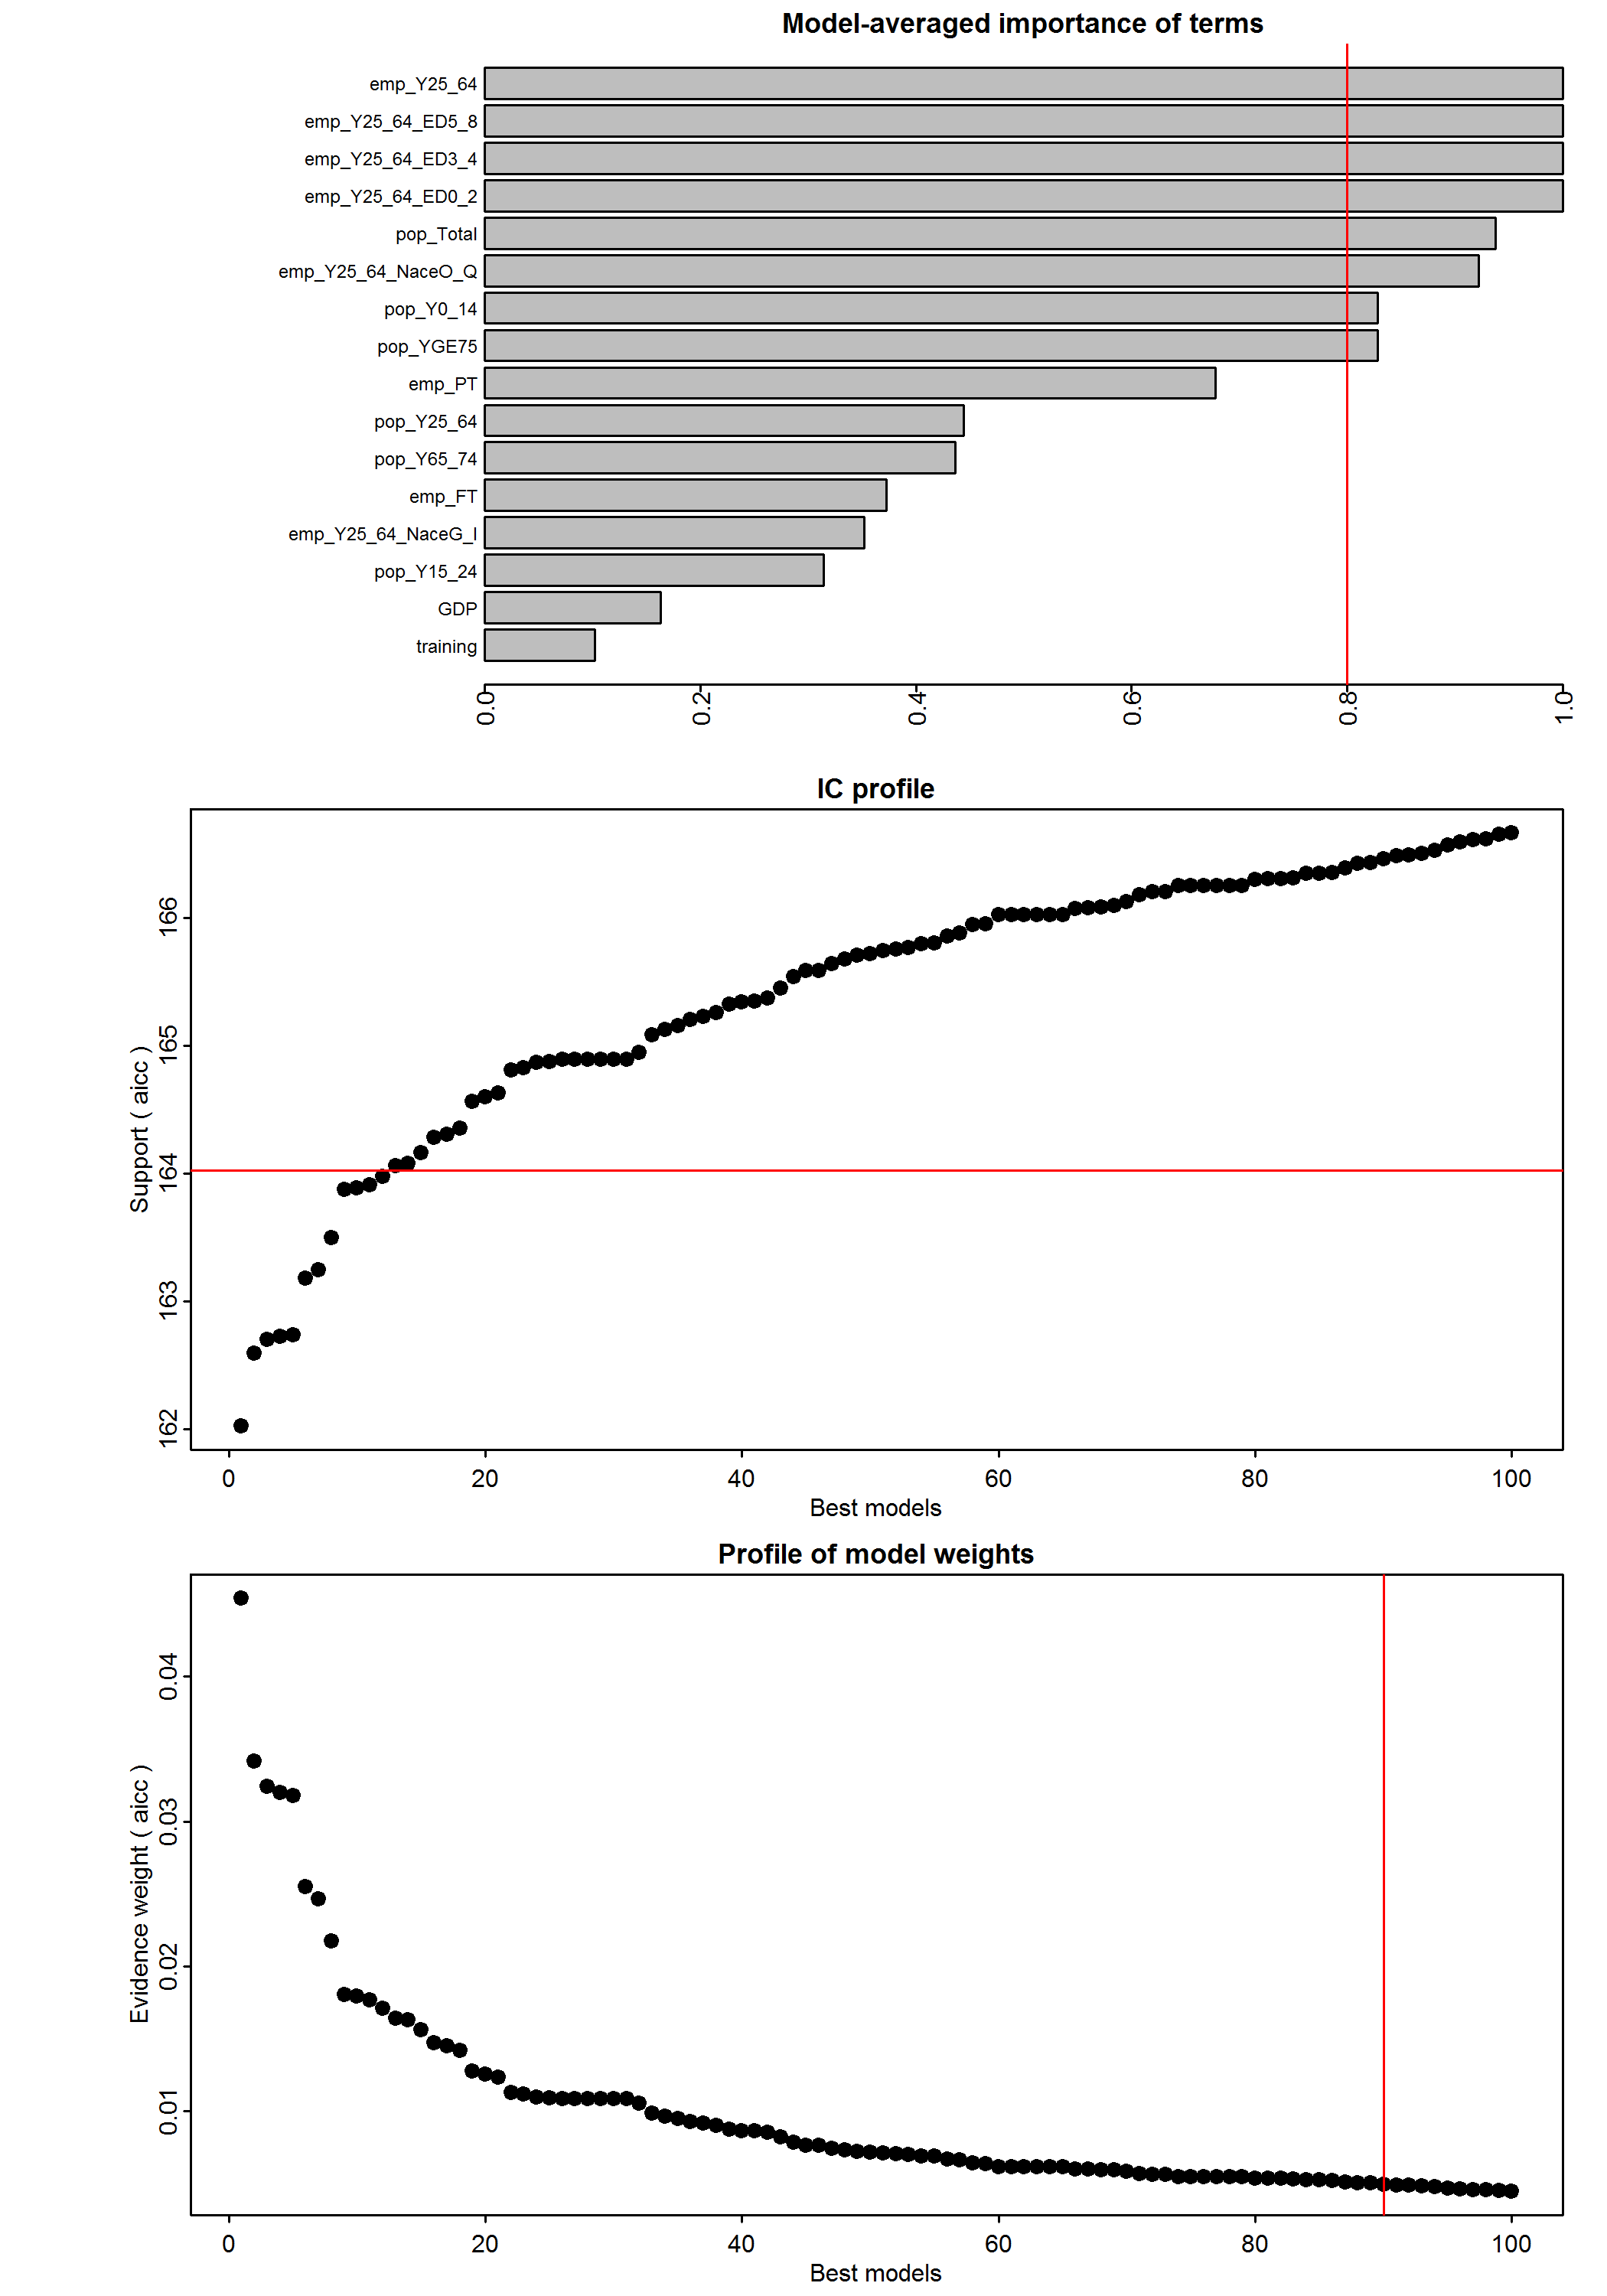 Model-averaged importance of terms
emp_Y25_64
emp_Y25_64_ED5_8
emp_Y25_64_ED3_4
emp_Y25_64_ED0_2
pop_Total
emp_Y25_64_NaceO_Q
pop_Y0_14
pop_YGE75
emp_PT
pop_Y25_64
pop_Y65_74
emp_FT
emp_Y25_64_NaceG_I
pop_Y15_24
GDP
training
0.0 0.2 0.4 0.6 0.8 1.0
IC profile
Support ( aicc )
166
165
164
163
162
0 20 40 60 80 100
Best models
Profile of model weights
Evidence weight ( aicc )
0.04
0.03
0.02
0.01
0 20 40 60 80 100
Best models